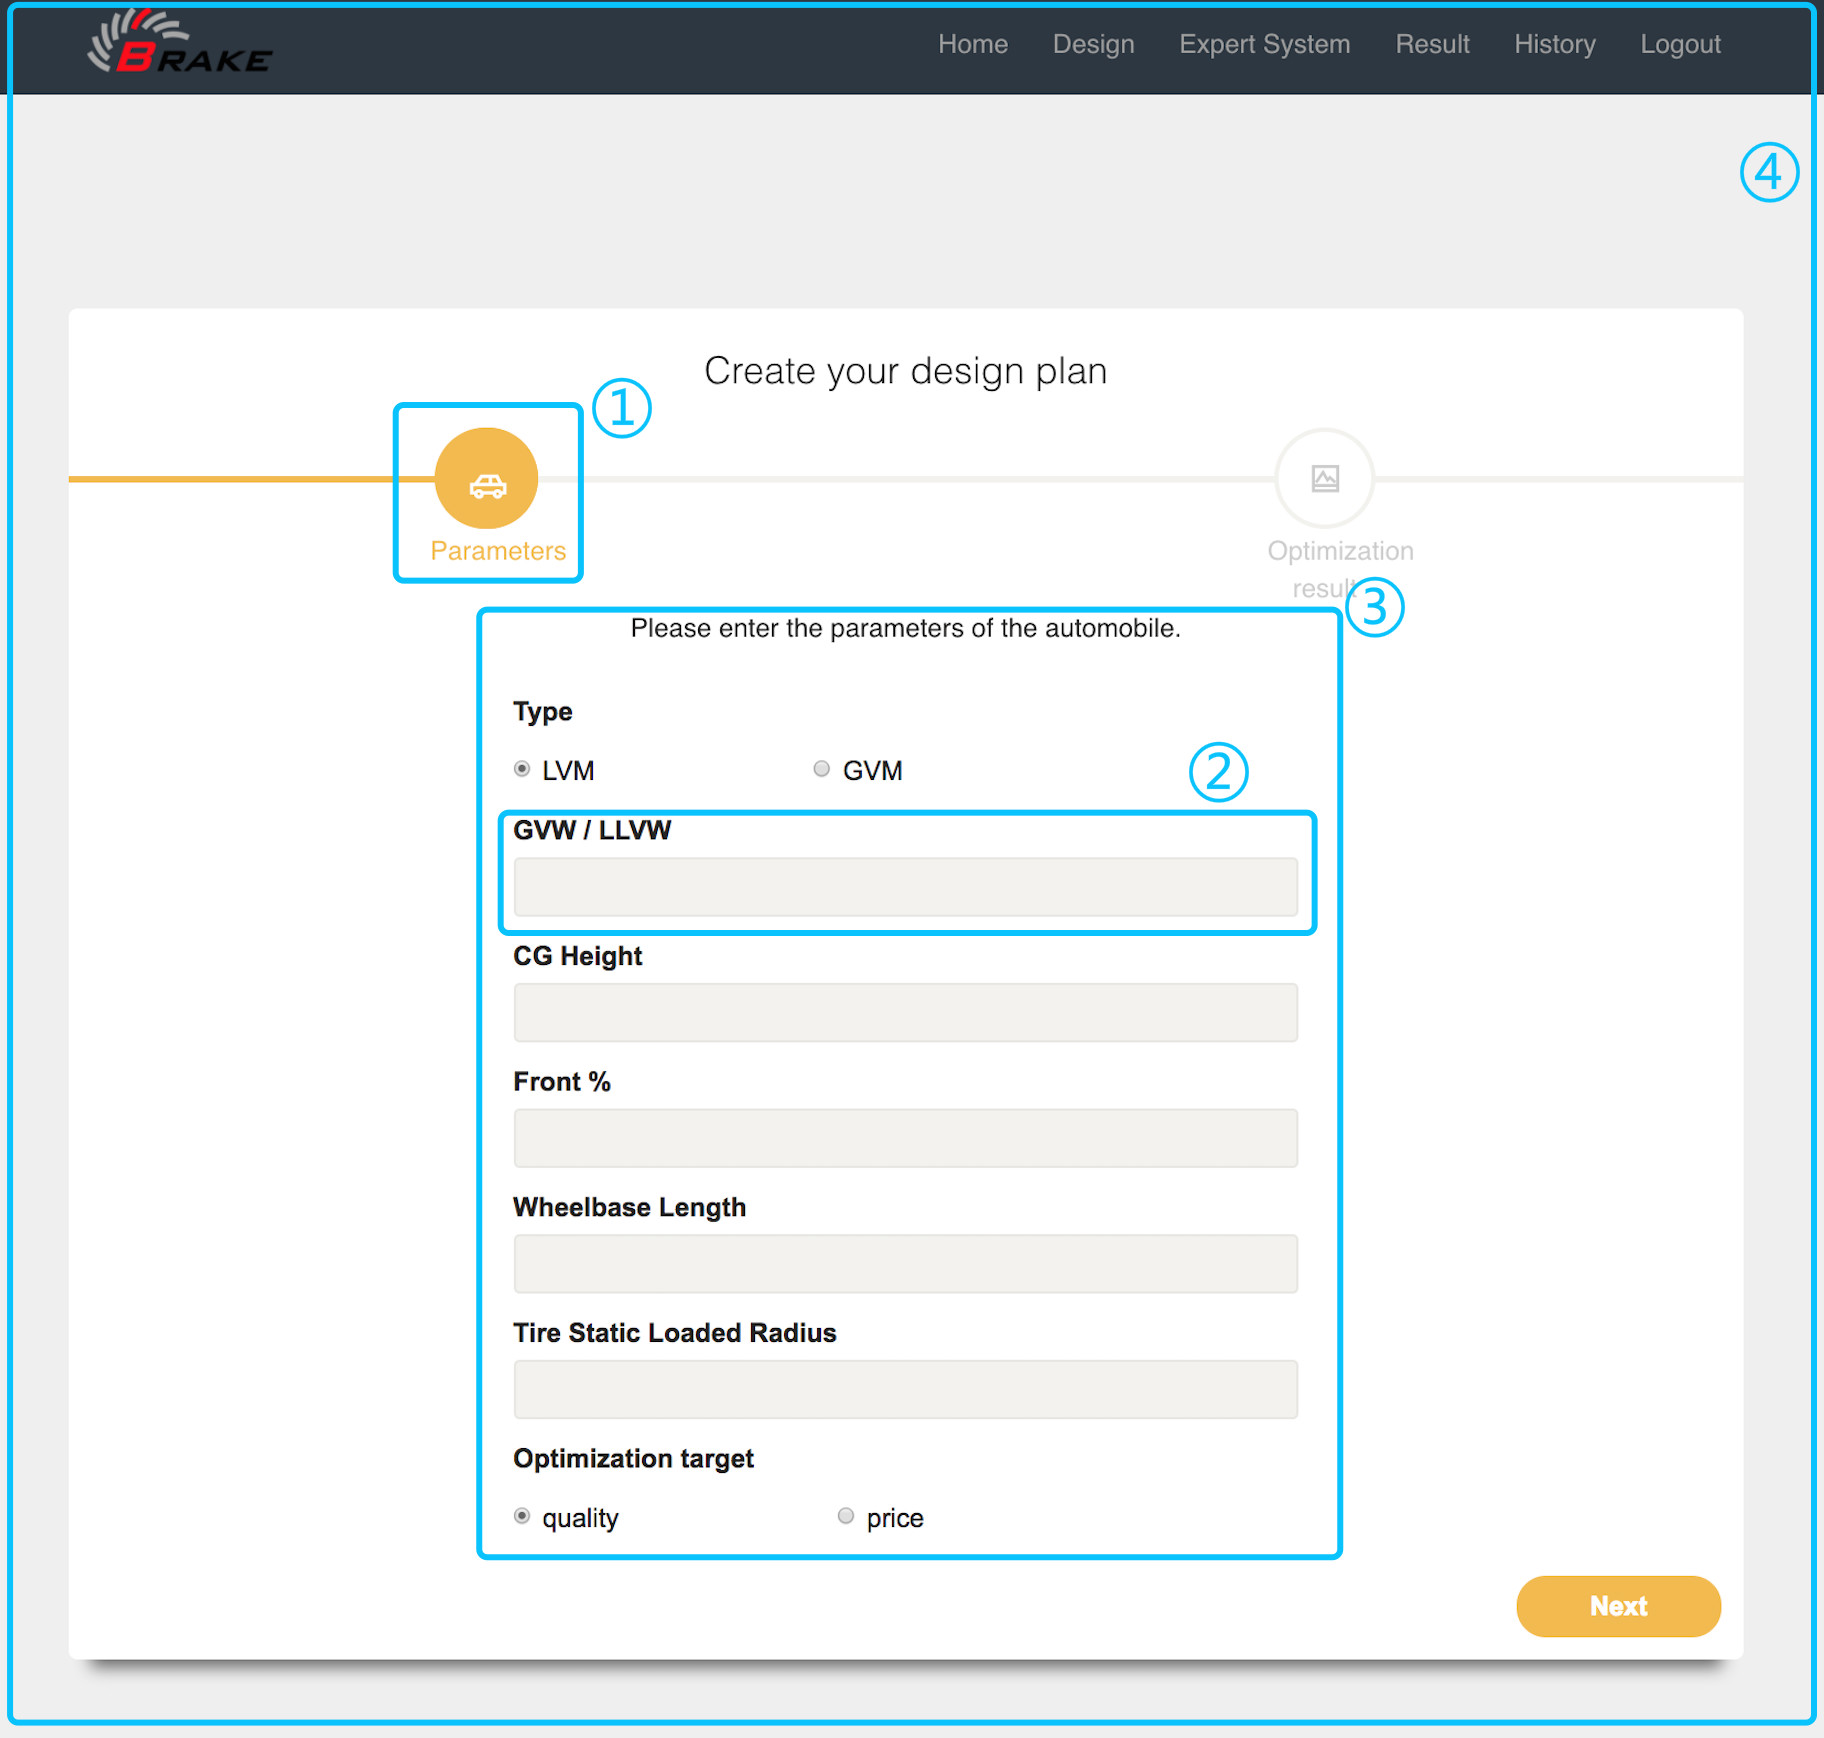 BRAKE
Home Design Expert System Result History Logout
④
Create your design plan
①
Parameters
Optimization
result
③
Please enter the parameters of the automobile.
Type
LVM GVM
②
GVW / LLVW
CG Height
Front %
Wheelbase Length
Tire Static Loaded Radius
Optimization target
quality price
Next